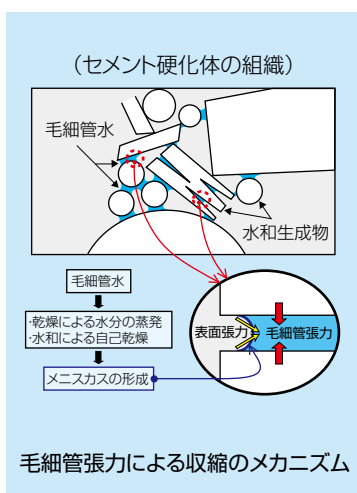 （セメント硬化体の組織）
毛細管水
水和生成物
毛細管水
·乾燥による水分の蒸発
·水和による自己乾燥
メニスカスの形成
表面張力
毛細管張力
毛細管張力による収縮のメカニズム